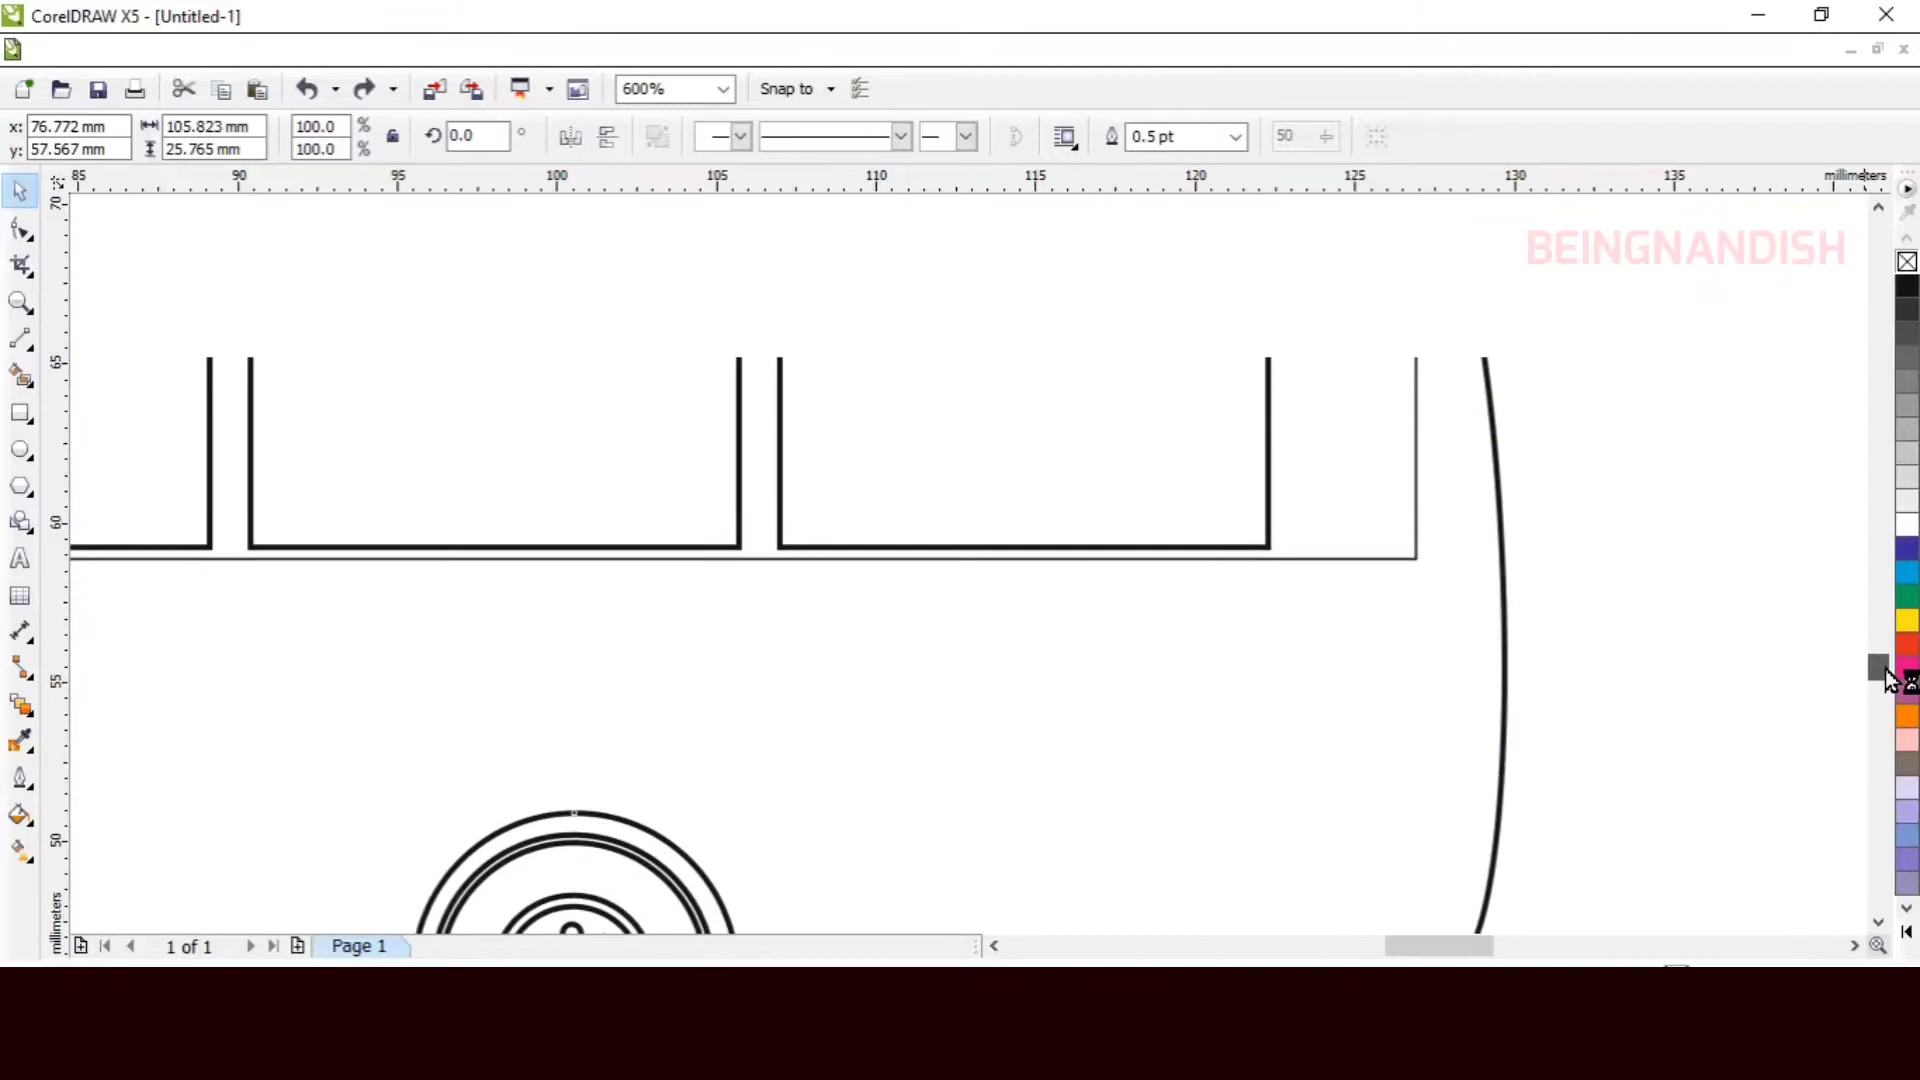 CorelDRAW X5 - [Untitled-1]
600%
Snap to
x: 76.772 mm
105.823 mm
100.0 %
0.0 °
0.5 pt
50
y: 57.567 mm
25.765 mm
100.0 %
85 90 95 100 105 110 115 120 125 130 135 millimeters
70
65
60
55
50
millimeters
BEINGNANDISH
1 of 1
Page 1